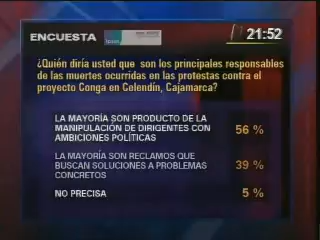 ENCUESTA
21:52
¿Quién diría usted que son los principales responsables
de las muertes ocurridas en las protestas contra el
proyecto Conga en Celendín, Cajamarca?
LA MAYORÍA SON PRODUCTO DE LA
MANIPULACIÓN DE DIRIGENTES CON
AMBICIONES POLÍTICAS
56 %
LA MAYORÍA SON RECLAMOS QUE
BUSCAN SOLUCIONES A PROBLEMAS
CONCRETOS
39 %
NO PRECISA
5 %